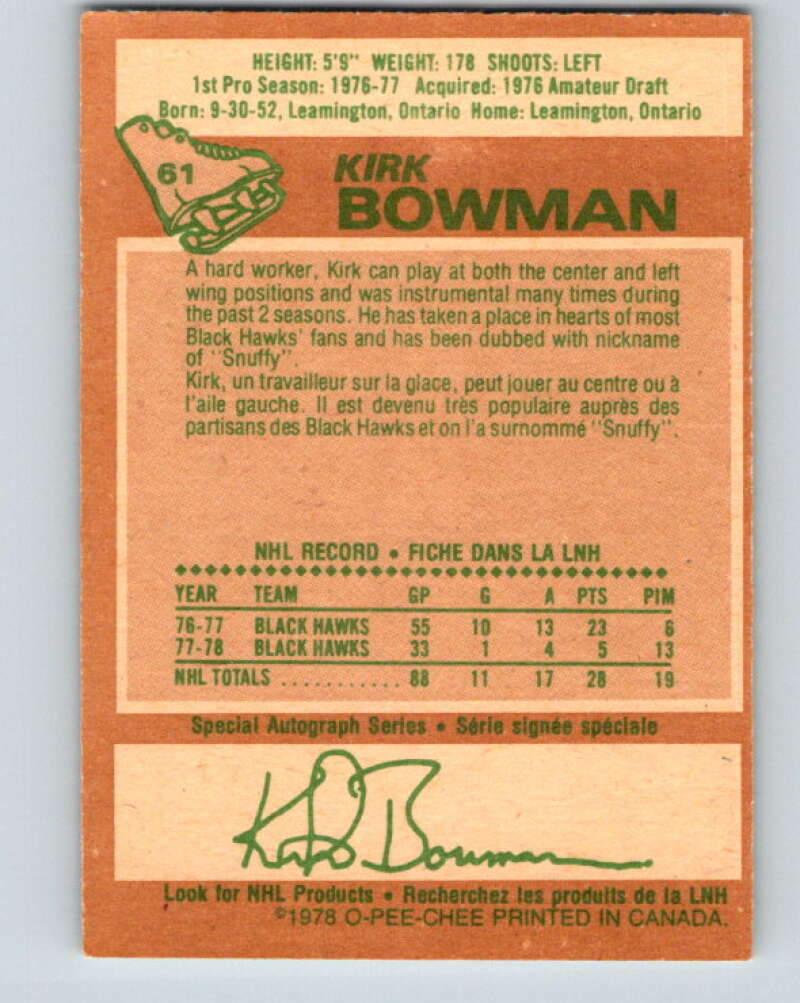 HEIGHT: 5'9" WEIGHT: 178 SHOOTS: LEFT
1st Pro Season: 1976-77 Acquired: 1976 Amateur Draft
Born: 9-30-52, Leamington, Ontario Home: Leamington, Ontario
61
KIRK
BOWMAN
A hard worker, Kirk can play at both the center and left
wing positions and was instrumental many times during
the past 2 seasons. He has taken a place in hearts of most
Black Hawks' fans and has been dubbed with nickname
of "Snuffy".
Kirk, un travailleur sur la glace, peut jouer au centre ou à
l'aile gauche. Il est devenu très populaire auprès des
partisans des Black Hawks et on l'a surnommé "Snuffy".
NHL RECORD • FICHE DANS LA LNH
YEAR TEAM GP G A PTS PIM
76-77 BLACK HAWKS 55 10 13 23 6
77-78 BLACK HAWKS 33 1 4 5 13
NHL TOTALS ........... 88 11 17 28 19
Special Autograph Series • Série signée spéciale
Kirk Bowman
Look for NHL Products • Recherchez les produits de la LNH
©1978 O-PEE-CHEE PRINTED IN CANADA.